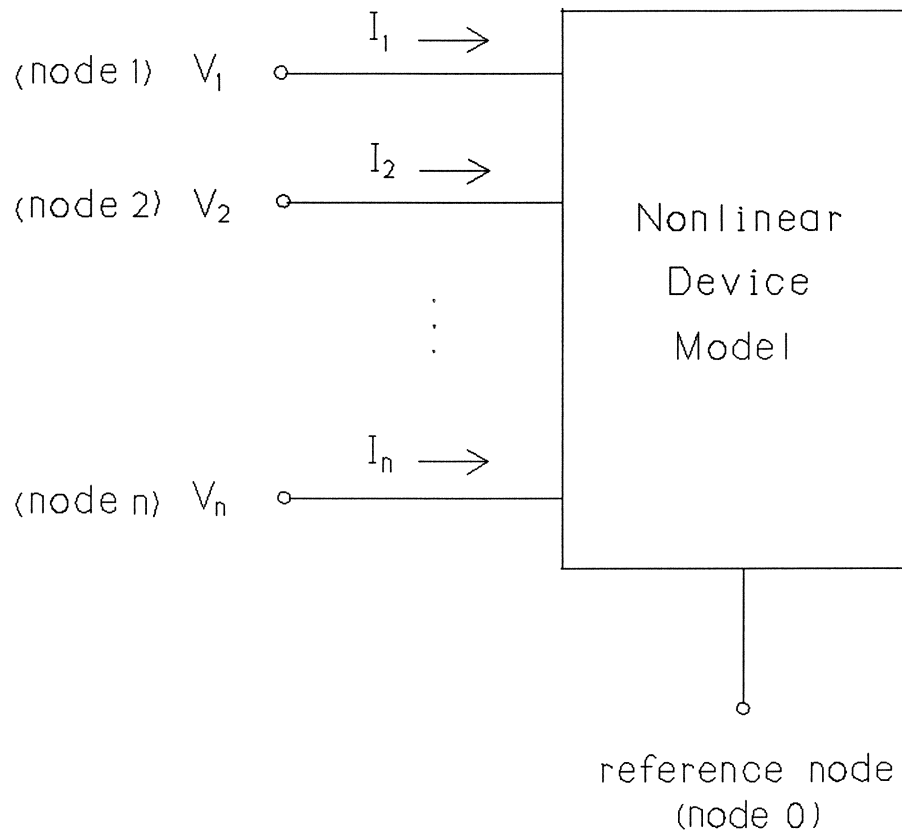 I₁
(node 1) V₁
I₂
(node 2) V₂
Nonlinear
Device
Model
Iₙ
(node n) Vₙ
reference node
(node 0)